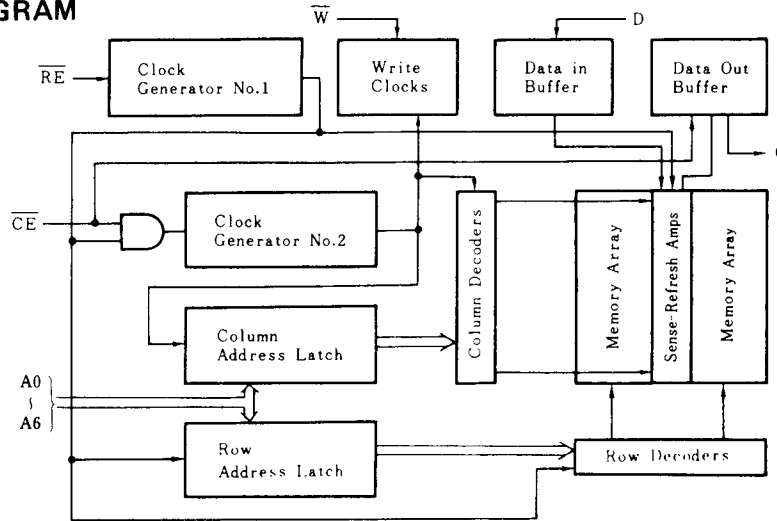 GRAM
W
D
RE
Clock
Generator No.1
Write
Clocks
Data in
Buffer
Data Out
Buffer
CE
Clock
Generator No.2
Column Decoders
Memory Array
Sense-Refresh Amps
Memory Array
Column
Address Latch
A0
~
A6
Row
Address Latch
Row Decoders